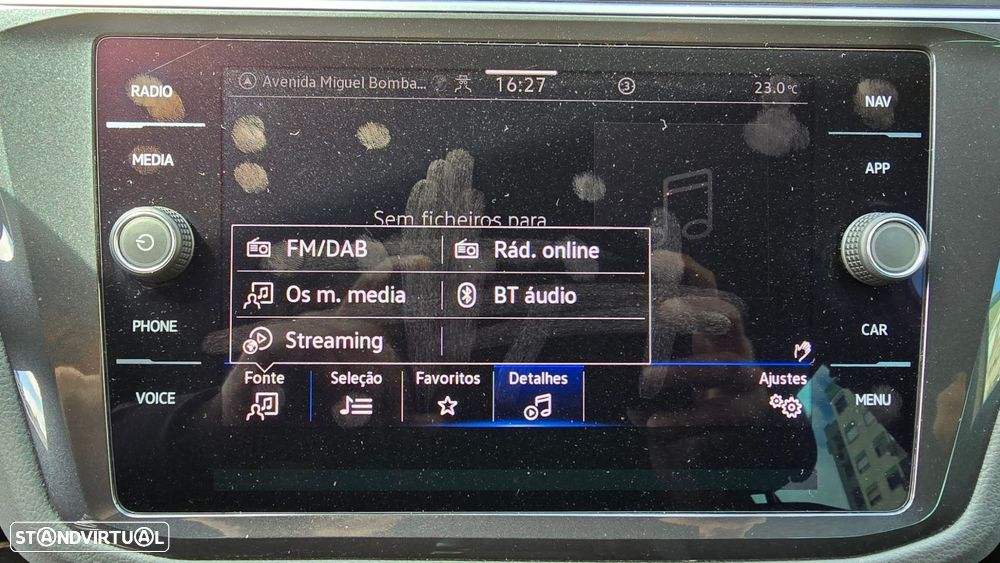 RADIO
MEDIA
PHONE
VOICE
Avenida Miguel Bomba...
16:27
3
23.0°C
Sem ficheiros para
FM/DAB
Rád. online
Os m. media
BT áudio
Streaming
Fonte
Seleção
Favoritos
Detalhes
Ajustes
NAV
APP
CAR
MENU
STANDVIRTUAL